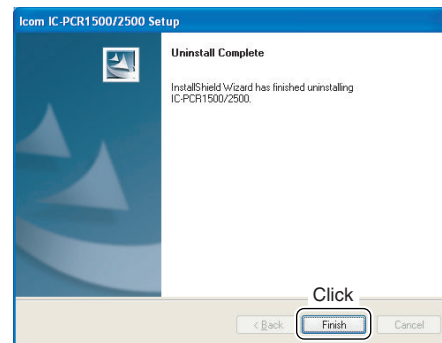 Icom IC-PCR1500/2500 Setup
Uninstall Complete
InstallShield Wizard has finished uninstalling
IC-PCR1500/2500.
Click
< Back
Finish
Cancel